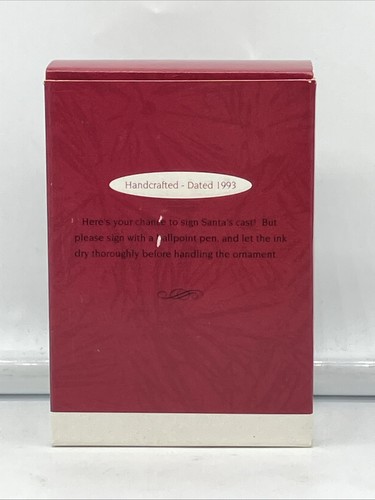 Handcrafted - Dated 1993
Here's your chance to sign Santa's cast! But
please sign with a ballpoint pen, and let the ink
dry thoroughly before handling the ornament